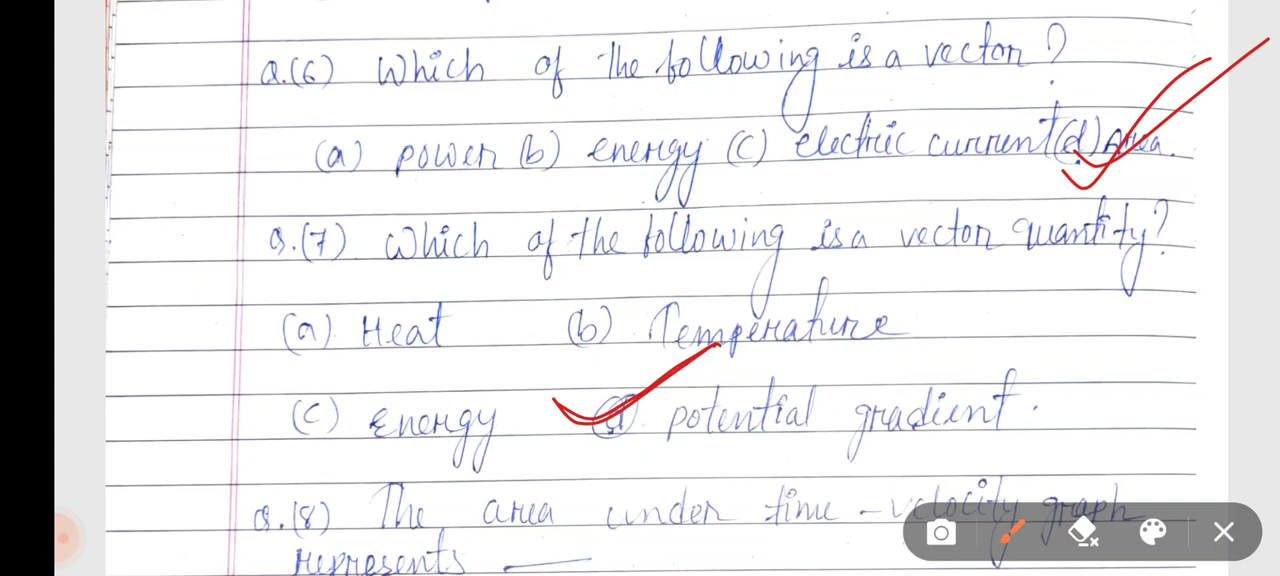 Q.(6) Which of the following is a vector?
(a) power (b) energy (c) electric current (d) Area.
Q.(7) Which of the following is a vector quantity?
(a) Heat (b) Temperature
(c) Energy (d) potential gradient.
Q.(8) The area under time-velocity graph
represents